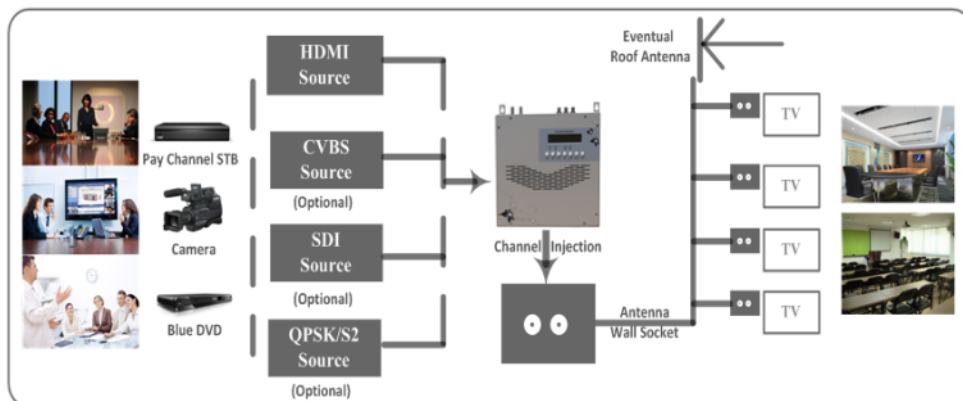 HDMI
Source
Pay Channel STB
CVBS
Source
(Optional)
Camera
SDI
Source
(Optional)
Blue DVD
QPSK/S2
Source
(Optional)
Channel Injection
Antenna
Wall Socket
Eventual
Roof Antenna
TV
TV
TV
TV